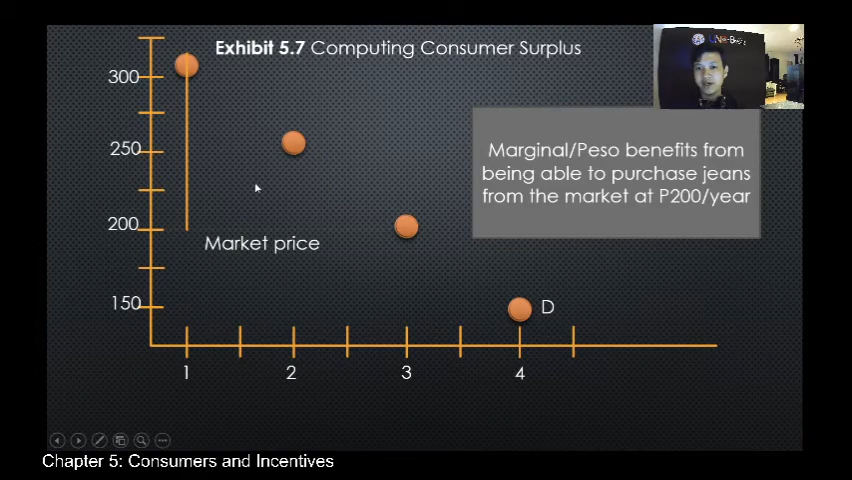 Exhibit 5.7 Computing Consumer Surplus
300
250
200
150
Marginal/Peso benefits from
being able to purchase jeans
from the market at P200/year
Market price
D
1 2 3 4
Chapter 5: Consumers and Incentives